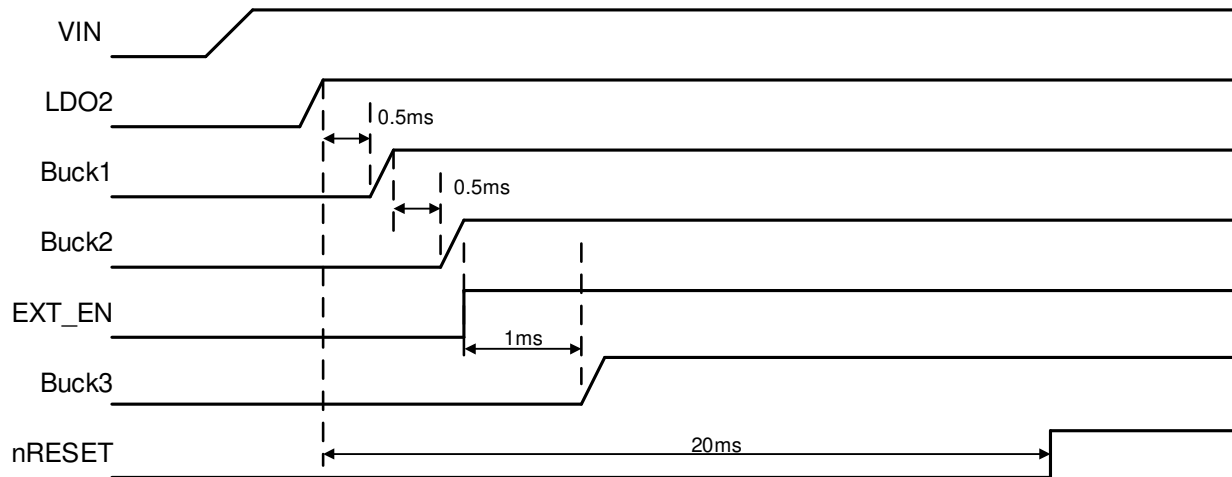 VIN
LDO2
0.5ms
Buck1
0.5ms
Buck2
EXT_EN
1ms
Buck3
20ms
nRESET